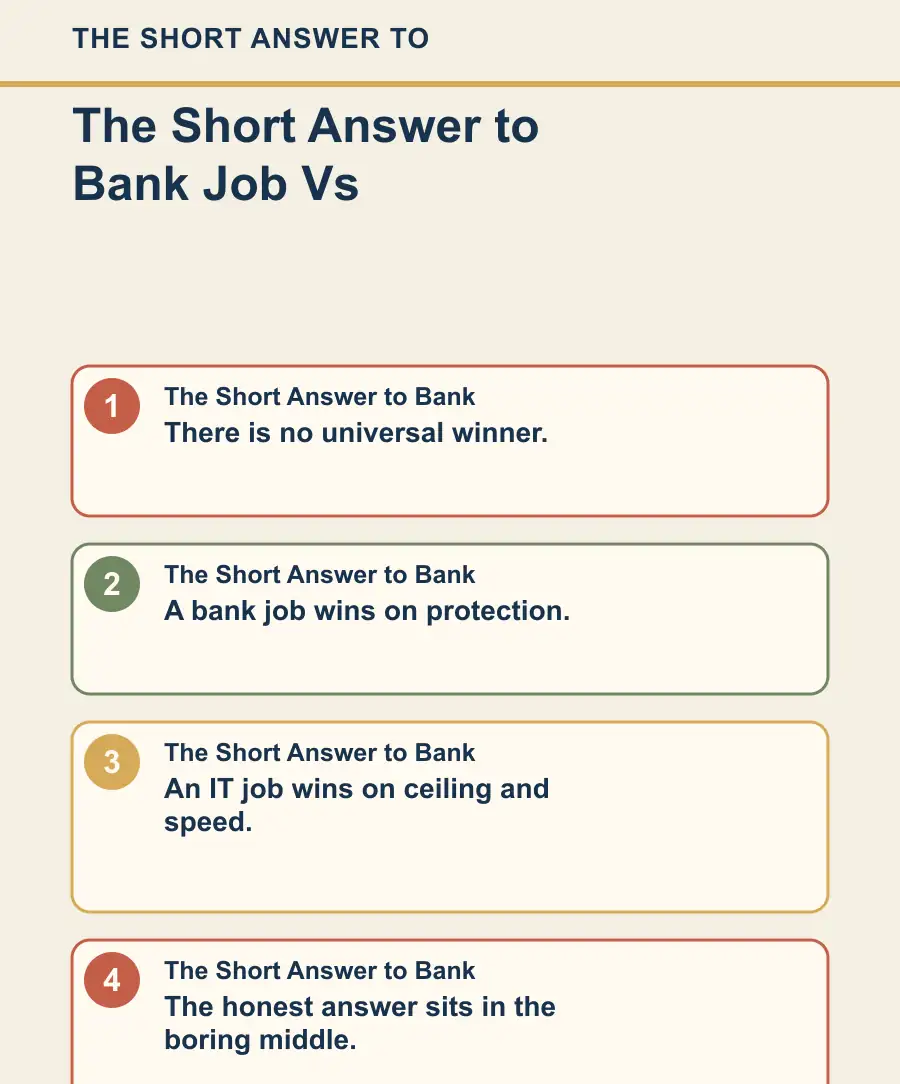 THE SHORT ANSWER TO
The Short Answer to
Bank Job Vs
1
The Short Answer to Bank
There is no universal winner.
2
The Short Answer to Bank
A bank job wins on protection.
3
The Short Answer to Bank
An IT job wins on ceiling and
speed.
4
The Short Answer to Bank
The honest answer sits in the
boring middle.